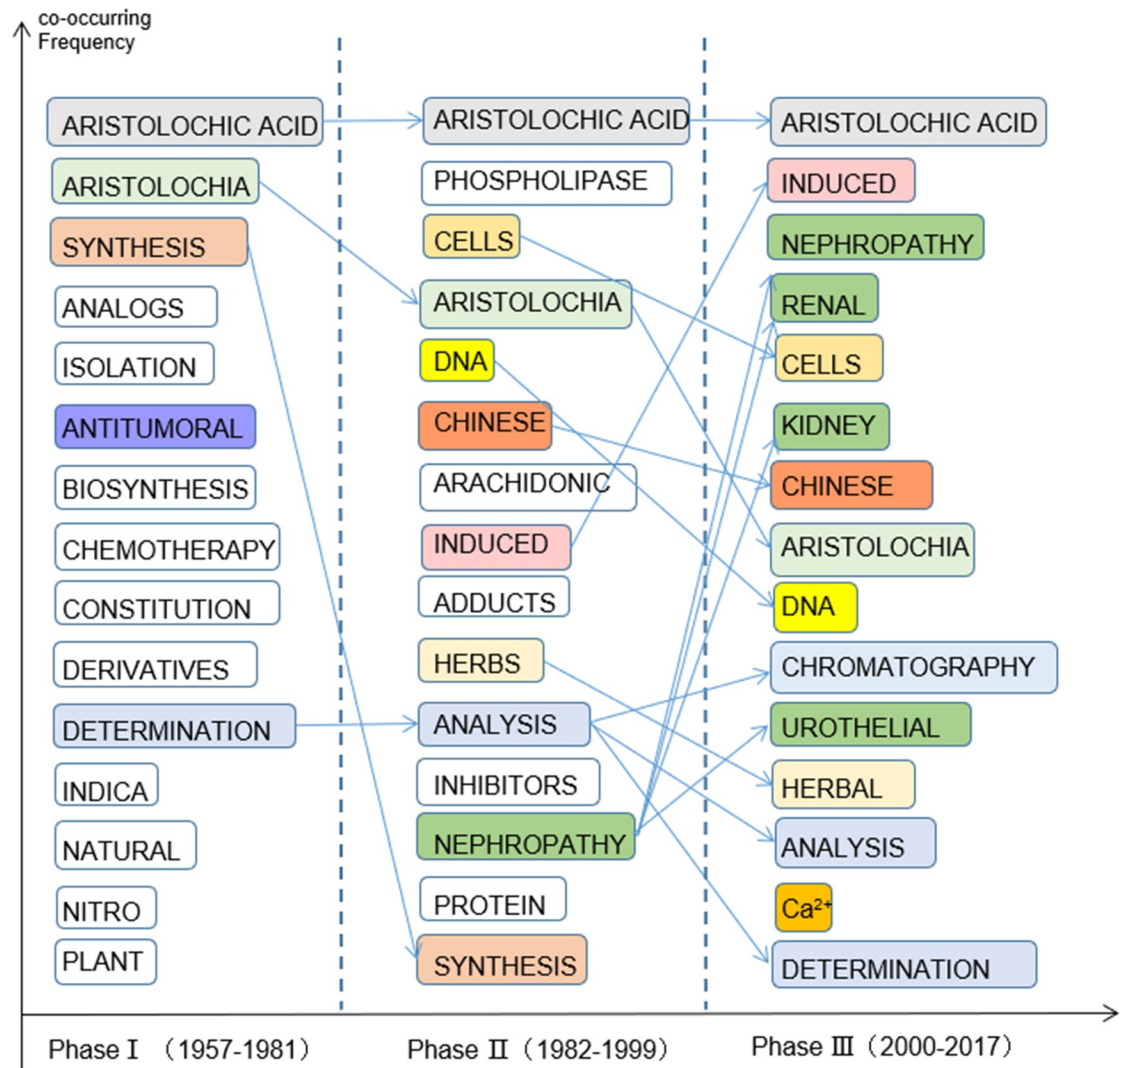 co-occurring
Frequency
ARISTOLOCHIC ACID
ARISTOLOCHIA
SYNTHESIS
ANALOGS
ISOLATION
ANTITUMORAL
BIOSYNTHESIS
CHEMOTHERAPY
CONSTITUTION
DERIVATIVES
DETERMINATION
INDICA
NATURAL
NITRO
PLANT
ARISTOLOCHIC ACID
PHOSPHOLIPASE
CELLS
ARISTOLOCHIA
DNA
CHINESE
ARACHIDONIC
INDUCED
ADDUCTS
HERBS
ANALYSIS
INHIBITORS
NEPHROPATHY
PROTEIN
SYNTHESIS
ARISTOLOCHIC ACID
INDUCED
NEPHROPATHY
RENAL
CELLS
KIDNEY
CHINESE
ARISTOLOCHIA
DNA
CHROMATOGRAPHY
UROTHELIAL
HERBAL
ANALYSIS
Ca²⁺
DETERMINATION
Phase Ⅰ （1957-1981）
Phase Ⅱ（1982-1999）
Phase Ⅲ（2000-2017）